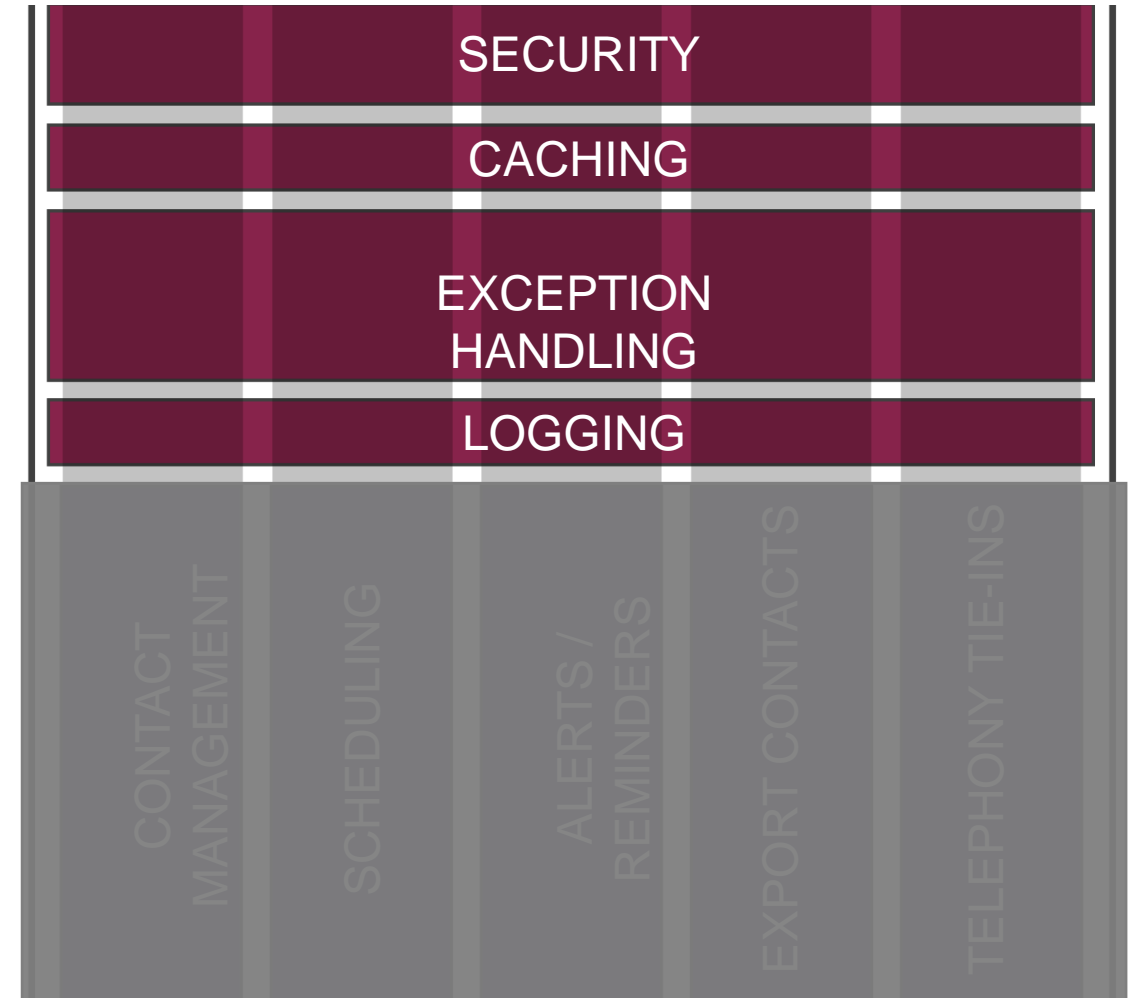 SECURITY
CACHING
EXCEPTION
HANDLING
LOGGING
CONTACT
MANAGEMENT
SCHEDULING
ALERTS /
REMINDERS
EXPORT CONTACTS
TELEPHONY TIE-INS